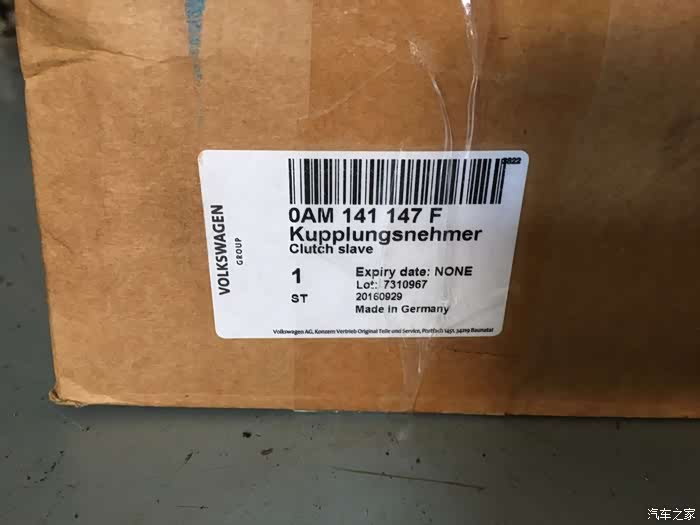 3822
0AM 141 147 F
Kupplungsnehmer
Clutch slave
VOLKSWAGEN
GROUP
1
ST
Expiry date: NONE
Lot: 7310967
20160929
Made in Germany
Volkswagen AG, Konzern Vertrieb Original Teile und Service, Postfach 1451, 34219 Baunatal
汽车之家